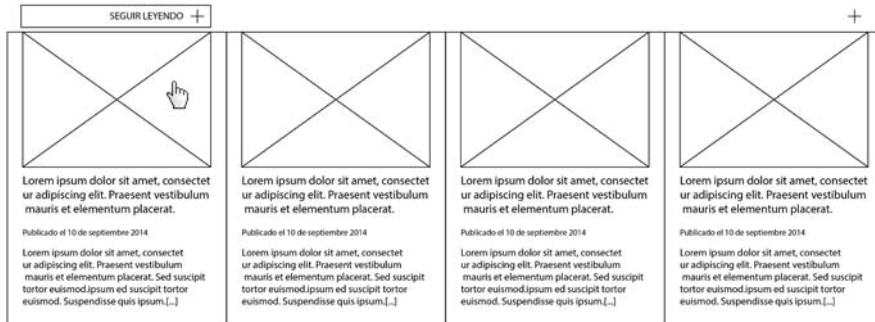 SEGUIR LEYENDO +
+
Lorem ipsum dolor sit amet, consectet
ur adipiscing elit. Praesent vestibulum
mauris et elementum placerat.
Publicado el 10 de septiembre 2014
Lorem ipsum dolor sit amet, consectet
ur adipiscing elit. Praesent vestibulum
mauris et elementum placerat. Sed suscipit
tortor euismod.ipsum ed suscipit tortor
euismod. Suspendisse quis ipsum.[...]
Lorem ipsum dolor sit amet, consectet
ur adipiscing elit. Praesent vestibulum
mauris et elementum placerat.
Publicado el 10 de septiembre 2014
Lorem ipsum dolor sit amet, consectet
ur adipiscing elit. Praesent vestibulum
mauris et elementum placerat. Sed suscipit
tortor euismod.ipsum ed suscipit tortor
euismod. Suspendisse quis ipsum.[...]
Lorem ipsum dolor sit amet, consectet
ur adipiscing elit. Praesent vestibulum
mauris et elementum placerat.
Publicado el 10 de septiembre 2014
Lorem ipsum dolor sit amet, consectet
ur adipiscing elit. Praesent vestibulum
mauris et elementum placerat. Sed suscipit
tortor euismod.ipsum ed suscipit tortor
euismod. Suspendisse quis ipsum.[...]
Lorem ipsum dolor sit amet, consectet
ur adipiscing elit. Praesent vestibulum
mauris et elementum placerat.
Publicado el 10 de septiembre 2014
Lorem ipsum dolor sit amet, consectet
ur adipiscing elit. Praesent vestibulum
mauris et elementum placerat. Sed suscipit
tortor euismod.ipsum ed suscipit tortor
euismod. Suspendisse quis ipsum.[...]